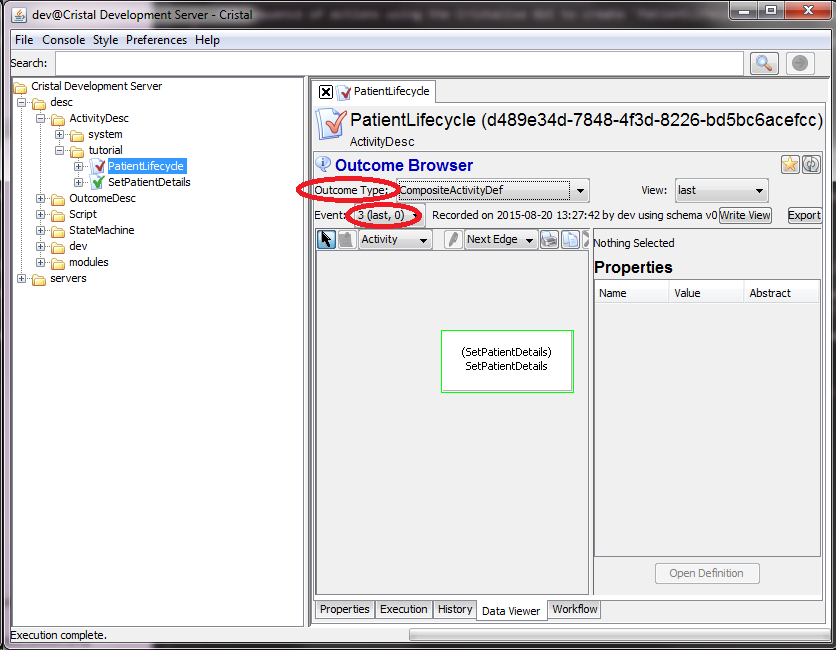 dev@Cristal Development Server - Cristal
File Console Style Preferences Help
Search:
Cristal Development Server
desc
ActivityDesc
system
tutorial
PatientLifecycle
SetPatientDetails
OutcomeDesc
Script
StateMachine
dev
modules
servers
PatientLifecycle
PatientLifecycle (d489e34d-7848-4f3d-8226-bd5bc6acefcc)
ActivityDesc
Outcome Browser
Outcome Type: CompositeActivityDef View: last
Event: 3 (last, 0) Recorded on 2015-08-20 13:27:42 by dev using schema v0 Write View Export
Activity Next Edge
(SetPatientDetails)
SetPatientDetails
Nothing Selected
Properties
Name Value Abstract
Open Definition
Properties Execution History Data Viewer Workflow
Execution complete.